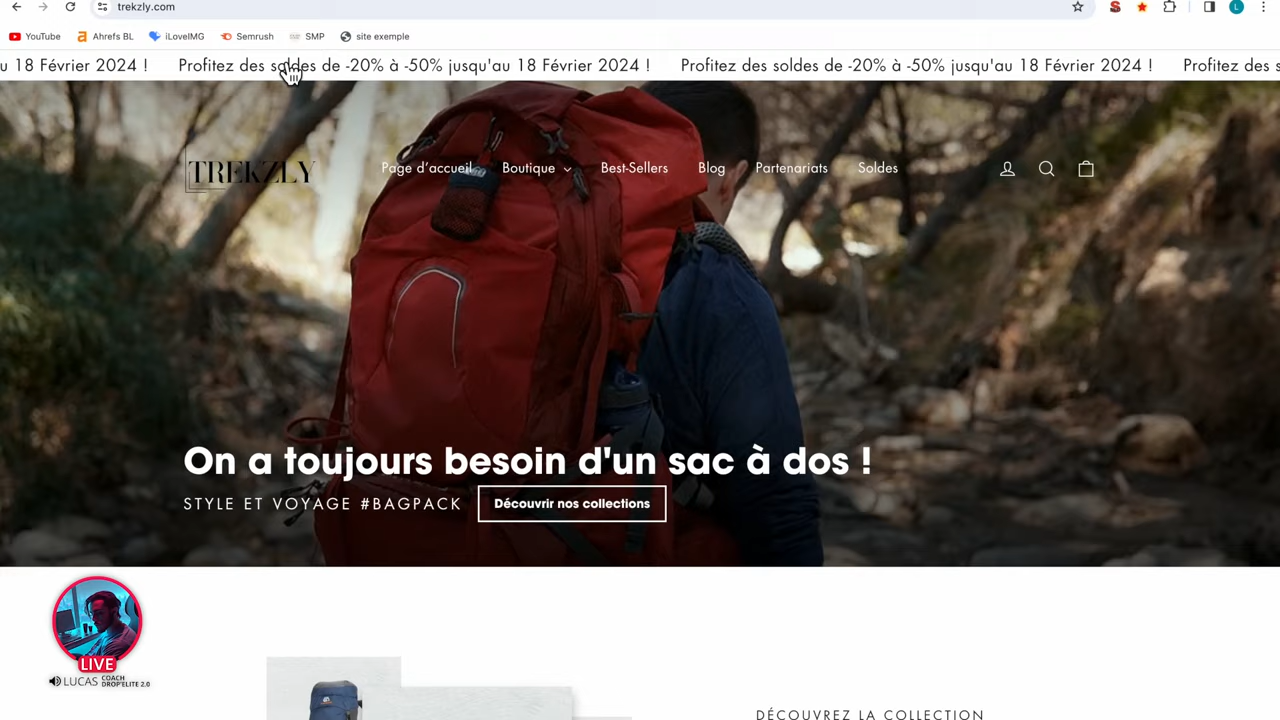 trekzly.com
YouTube
Ahrefs BL
iLoveIMG
Semrush
SMP
site exemple
u 18 Février 2024 ! Profitez des soldes de -20% à -50% jusqu'au 18 Février 2024 ! Profitez des soldes de -20% à -50% jusqu'au 18 Février 2024 ! Profitez des s
TREKZLY
Page d'accueil
Boutique
Best-Sellers
Blog
Partenariats
Soldes
On a toujours besoin d'un sac à dos !
STYLE ET VOYAGE #BAGPACK
Découvrir nos collections
LIVE
LUCAS COACH DROP'ELITE 2.0
DÉCOUVREZ LA COLLECTION